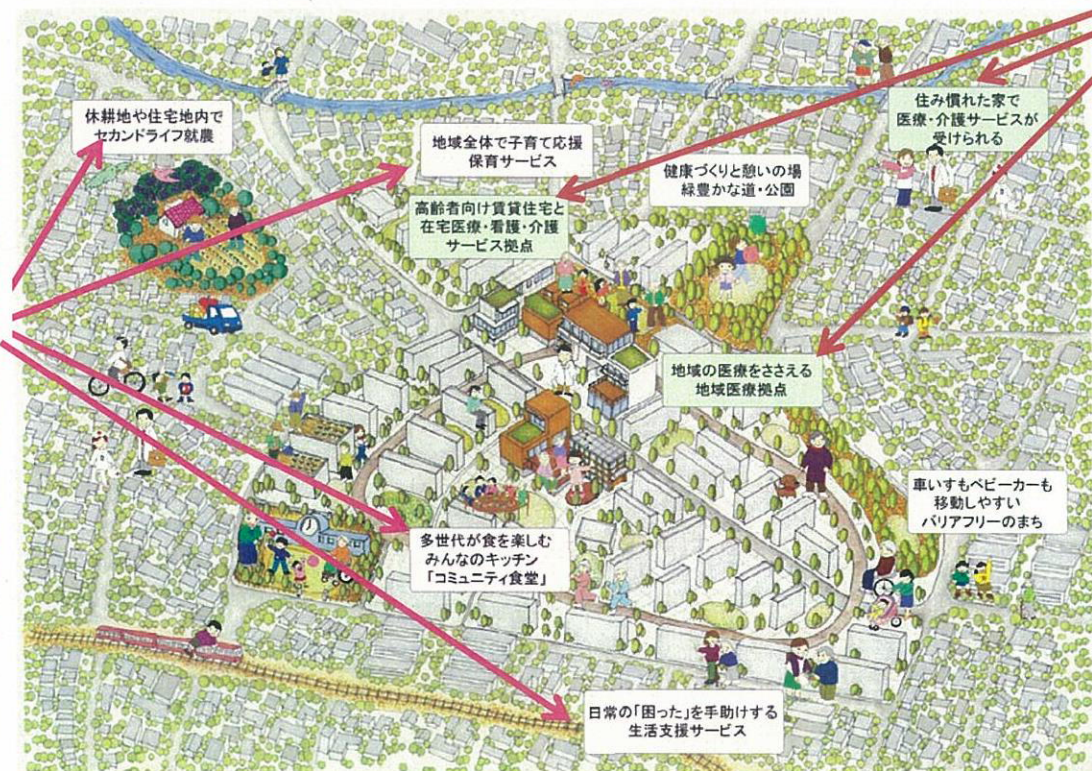 休耕地や住宅地内で
セカンドライフ就農
地域全体で子育て応援
保育サービス
高齢者向け賃貸住宅と
在宅医療・看護・介護
サービス拠点
健康づくりと憩いの場
緑豊かな道・公園
住み慣れた家で
医療・介護サービスが
受けられる
地域の医療をささえる
地域医療拠点
車いすもベビーカーも
移動しやすい
バリアフリーのまち
多世代が食を楽しむ
みんなのキッチン
「コミュニティ食堂」
日常の「困った」を手助けする
生活支援サービス